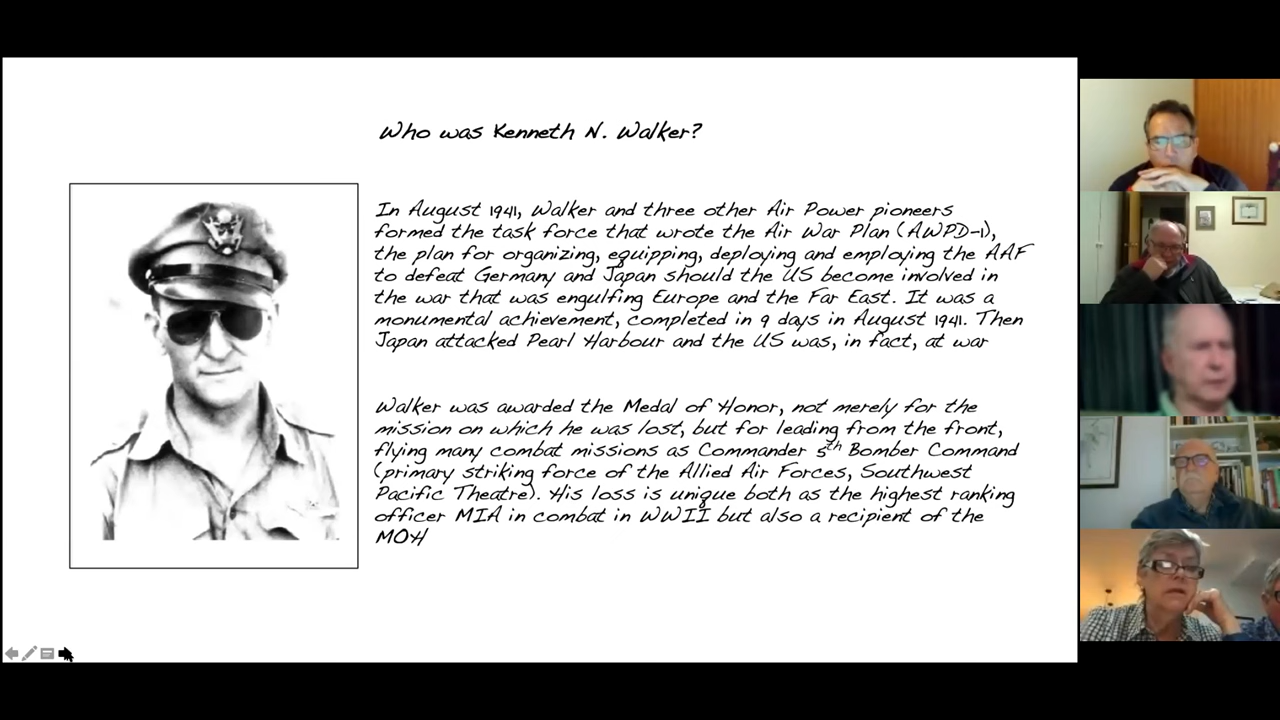 Who was Kenneth N. Walker?
In August 1941, Walker and three other Air Power pioneers
formed the task force that wrote the Air War Plan (AWPD-1),
the plan for organizing, equipping, deploying and employing the AAF
to defeat Germany and Japan should the US become involved in
the war that was engulfing Europe and the Far East. It was a
monumental achievement, completed in 9 days in August 1941. Then
Japan attacked Pearl Harbour and the US was, in fact, at war
Walker was awarded the Medal of Honor, not merely for the
mission on which he was lost, but for leading from the front,
flying many combat missions as Commander 5th Bomber Command
(primary striking force of the Allied Air Forces, Southwest
Pacific Theatre). His loss is unique both as the highest ranking
officer MIA in combat in WWII but also a recipient of the
MOH